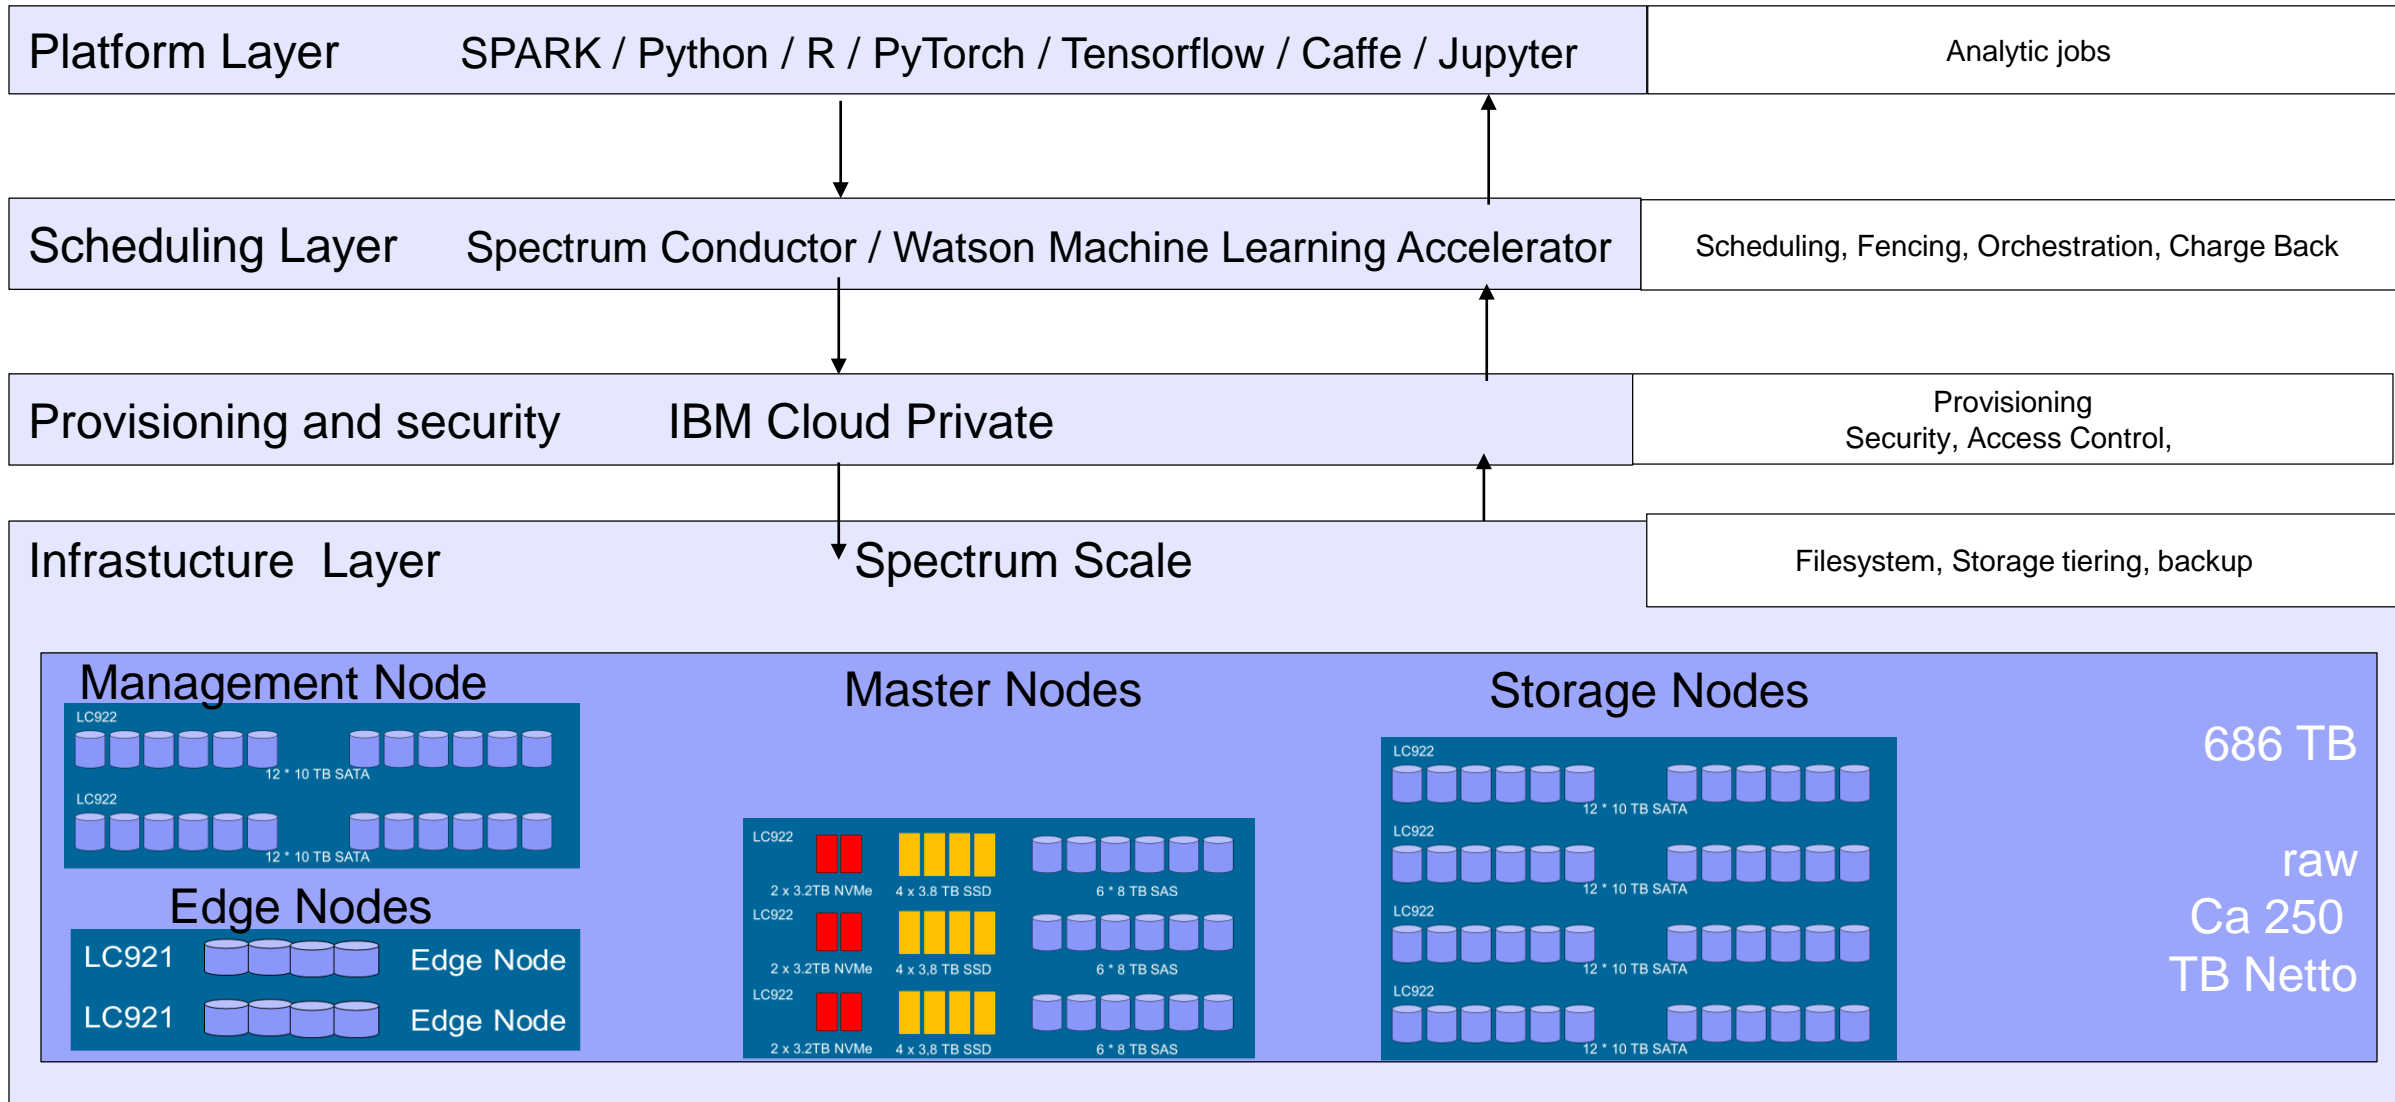 Platform Layer SPARK / Python / R / PyTorch / Tensorflow / Caffe / Jupyter
Analytic jobs
Scheduling Layer Spectrum Conductor / Watson Machine Learning Accelerator
Scheduling, Fencing, Orchestration, Charge Back
Provisioning and security IBM Cloud Private
Provisioning
Security, Access Control,
Infrastucture Layer Spectrum Scale
Filesystem, Storage tiering, backup
Management Node
LC922
12 * 10 TB SATA
LC922
12 * 10 TB SATA
Edge Nodes
LC921 Edge Node
LC921 Edge Node
Master Nodes
LC922
2 x 3.2TB NVMe 4 x 3.8 TB SSD 6 * 8 TB SAS
LC922
2 x 3.2TB NVMe 4 x 3,8 TB SSD 6 * 8 TB SAS
LC922
2 x 3.2TB NVMe 4 x 3,8 TB SSD 6 * 8 TB SAS
Storage Nodes
LC922
12 * 10 TB SATA
LC922
12 * 10 TB SATA
LC922
12 * 10 TB SATA
LC922
12 * 10 TB SATA
686 TB
raw
Ca 250
TB Netto